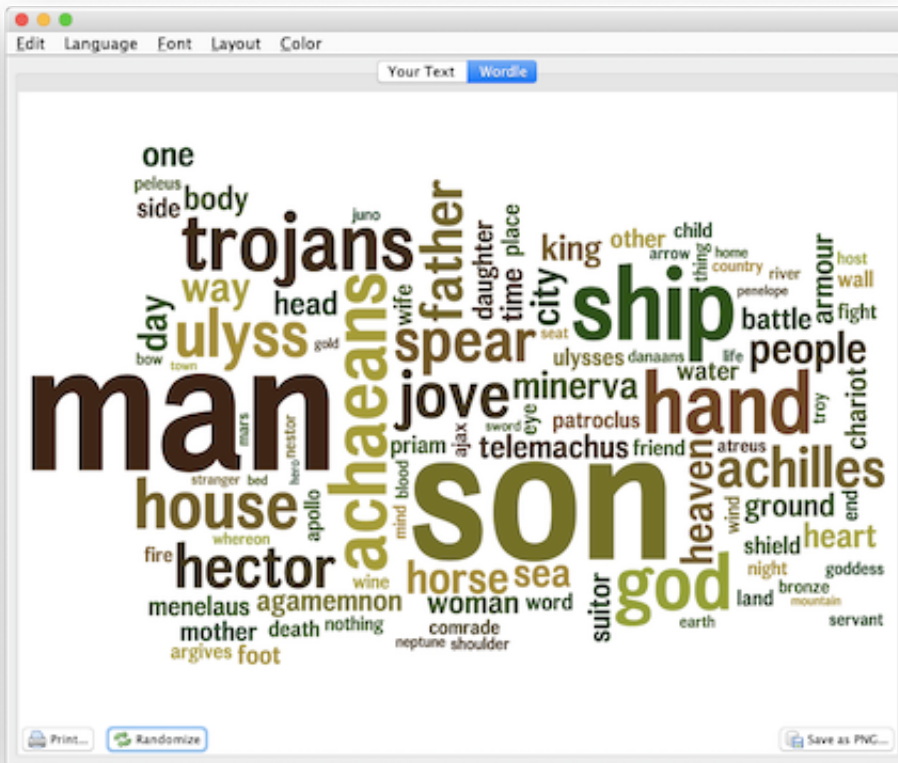 Edit Language Font Layout Color
Your Text Wordle
one
peleus
side body
juno
trojans
father
daughter
place
time
king other child
arrow thing home
country river
penelope
armour host
wall
fight
way
head
wife
city
ship
battle
day
ulyss gold
achaeans
spear seat
ulysses danaans life
people
bow town
water
man
jove minerva
hand
troy
chariot
mars
nestor
hero
stranger bed
priam ajax sword eye patroclus
telemachus friend
atreus
heaven
achilles
house
apollo
blood
mind
son
wind ground end
whereon
shield heart
fire hector
wine
horse sea
suitor
god
night goddess
bronze
land mountain
menelaus agamemnon
woman word
earth servant
mother death nothing
comrade
neptune shoulder
argives foot
Print... Randomize Save as PNG...